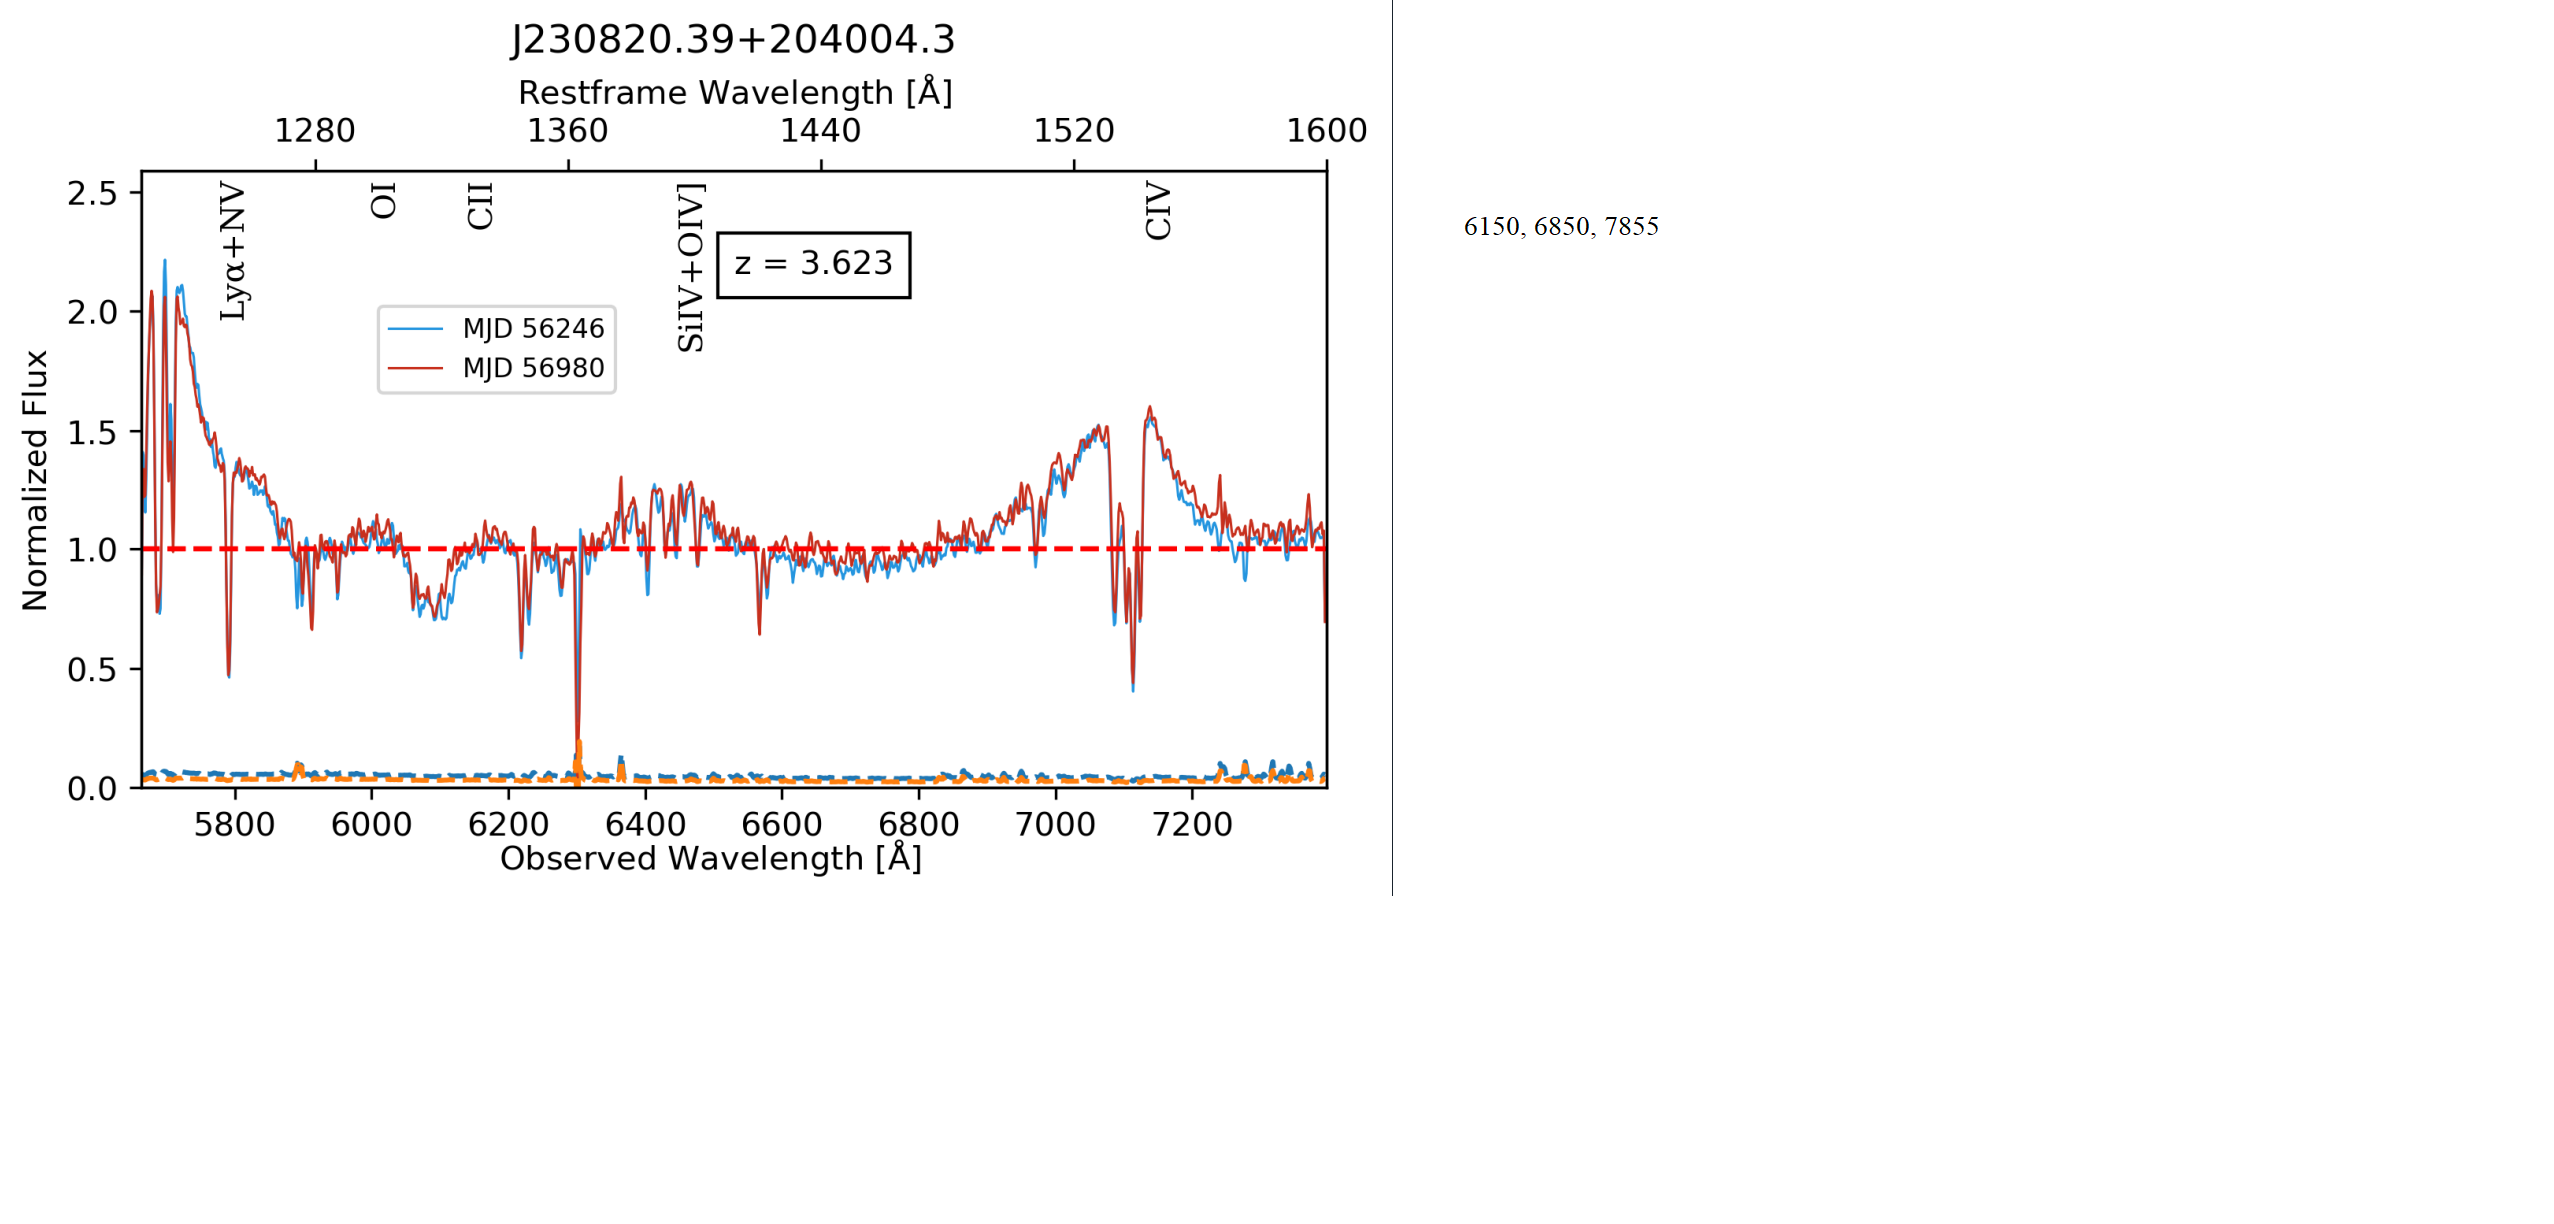 J230820.39+204004.3
Restframe Wavelength [Å]
1280 1360 1440 1520 1600
2.5
2.0
1.5
1.0
0.5
0.0
Normalized Flux
Lyα+NV
OI
CII
SiIV+OIV]
CIV
z = 3.623
MJD 56246
MJD 56980
5800 6000 6200 6400 6600 6800 7000 7200
Observed Wavelength [Å]
6150, 6850, 7855